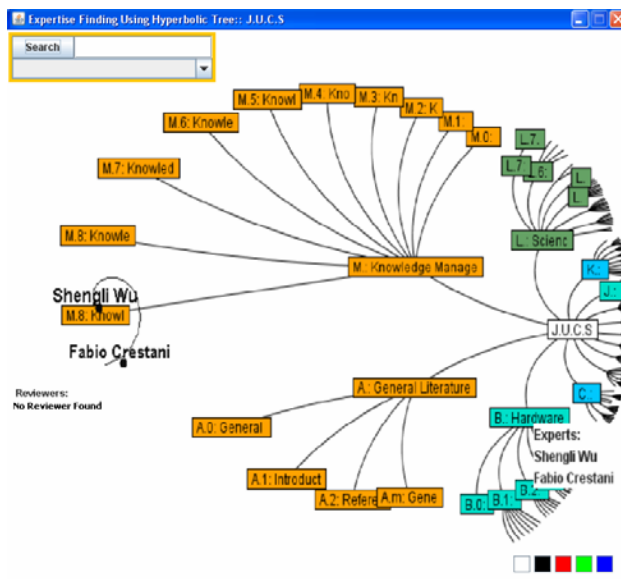 Expertise Finding Using Hyperbolic Tree:: J.U.C.S
Search
M.5: Knowl
M.4: Kno
M.3: Kn
M.2: K
M.1:
M.0:
M.6: Knowle
M.7: Knowled
M.8: Knowle
M.8: Knowl
Shengli Wu
Fabio Crestani
M.: Knowledge Manage
L.7.
L.7:
L.6:
L.
L.
L.: Scienc
K.:
J.:
J.U.C.S
C.:
Reviewers:
No Reviewer Found
A.: General Literature
A.0: General
A.1: Introduct
A.2: Refere
A.m: Gene
B.: Hardware
Experts:
Shengli Wu
Fabio Crestani
B.0:
B.1:
B.2: